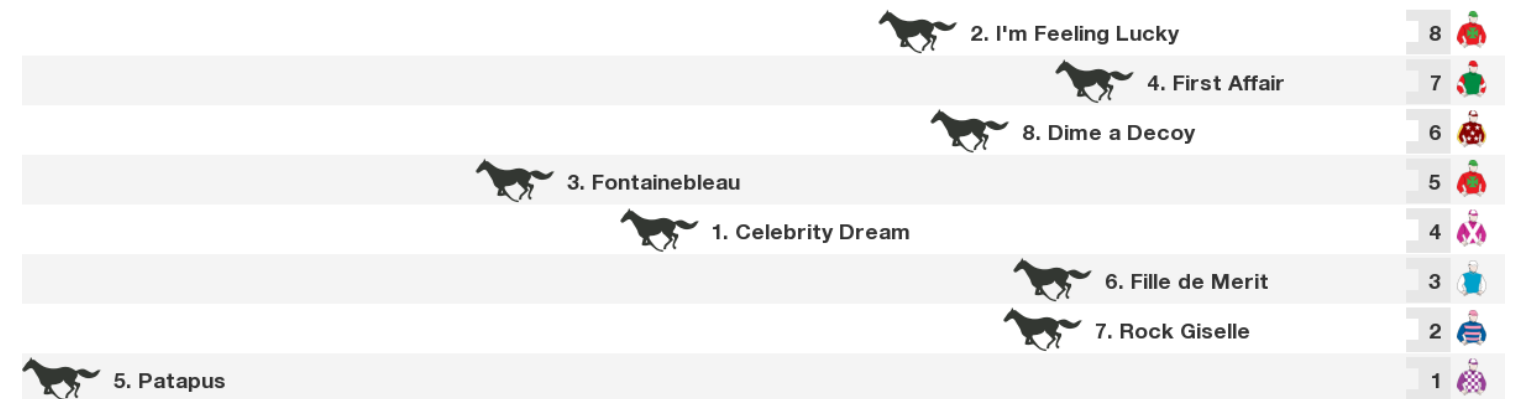 2. I'm Feeling Lucky 8
4. First Affair 7
8. Dime a Decoy 6
3. Fontainebleau 5
1. Celebrity Dream 4
6. Fille de Merit 3
7. Rock Giselle 2
5. Patapus 1